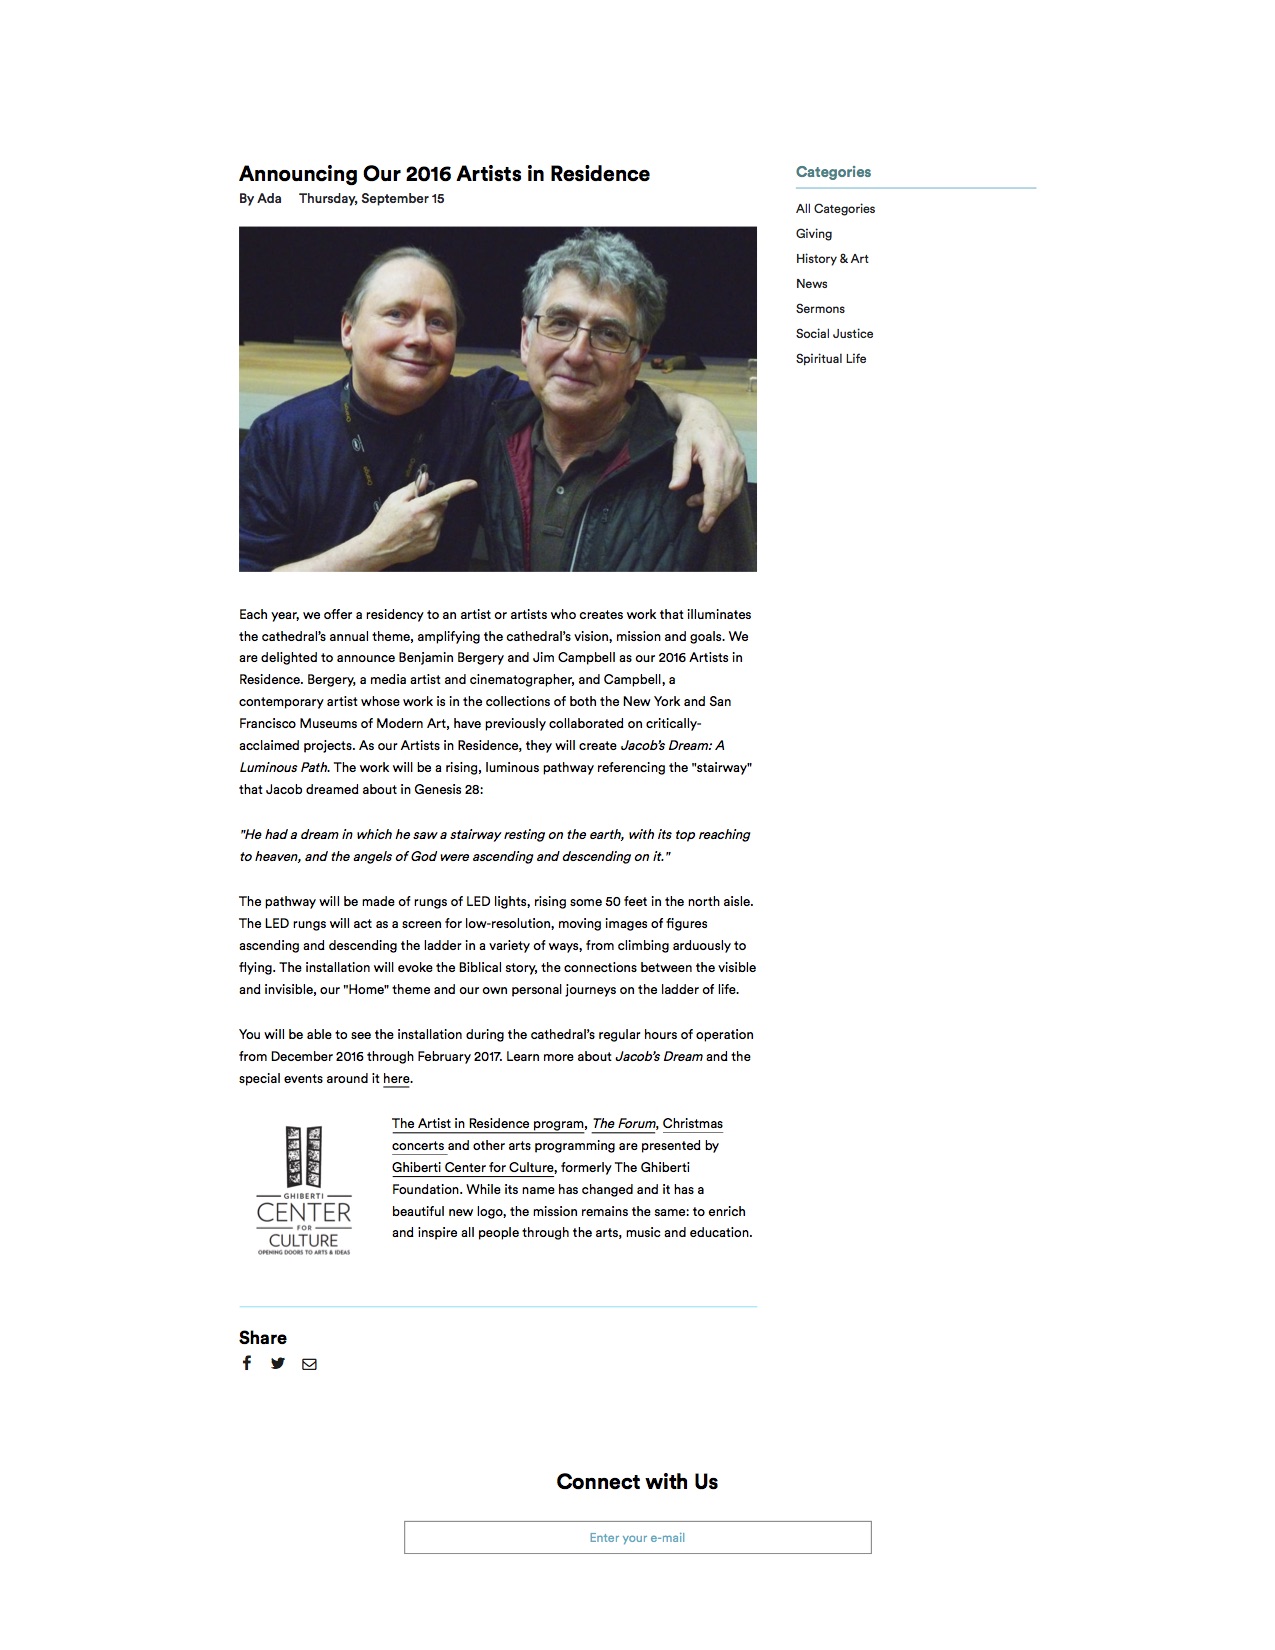 Announcing Our 2016 Artists in Residence
By Ada Thursday, September 15
Each year, we offer a residency to an artist or artists who creates work that illuminates
the cathedral's annual theme, amplifying the cathedral's vision, mission and goals. We
are delighted to announce Benjamin Bergery and Jim Campbell as our 2016 Artists in
Residence. Bergery, a media artist and cinematographer, and Campbell, a
contemporary artist whose work is in the collections of both the New York and San
Francisco Museums of Modern Art, have previously collaborated on critically-
acclaimed projects. As our Artists in Residence, they will create Jacob's Dream: A
Luminous Path. The work will be a rising, luminous pathway referencing the "stairway"
that Jacob dreamed about in Genesis 28:
"He had a dream in which he saw a stairway resting on the earth, with its top reaching
to heaven, and the angels of God were ascending and descending on it."
The pathway will be made of rungs of LED lights, rising some 50 feet in the north aisle.
The LED rungs will act as a screen for low-resolution, moving images of figures
ascending and descending the ladder in a variety of ways, from climbing arduously to
flying. The installation will evoke the Biblical story, the connections between the visible
and invisible, our "Home" theme and our own personal journeys on the ladder of life.
You will be able to see the installation during the cathedral's regular hours of operation
from December 2016 through February 2017. Learn more about Jacob's Dream and the
special events around it here.
GHIBERTI
CENTER
FOR
CULTURE
OPENING DOORS TO ARTS & IDEAS
The Artist in Residence program, The Forum, Christmas
concerts and other arts programming are presented by
Ghiberti Center for Culture, formerly The Ghiberti
Foundation. While its name has changed and it has a
beautiful new logo, the mission remains the same: to enrich
and inspire all people through the arts, music and education.
Share
Categories
All Categories
Giving
History & Art
News
Sermons
Social Justice
Spiritual Life
Connect with Us
Enter your e-mail